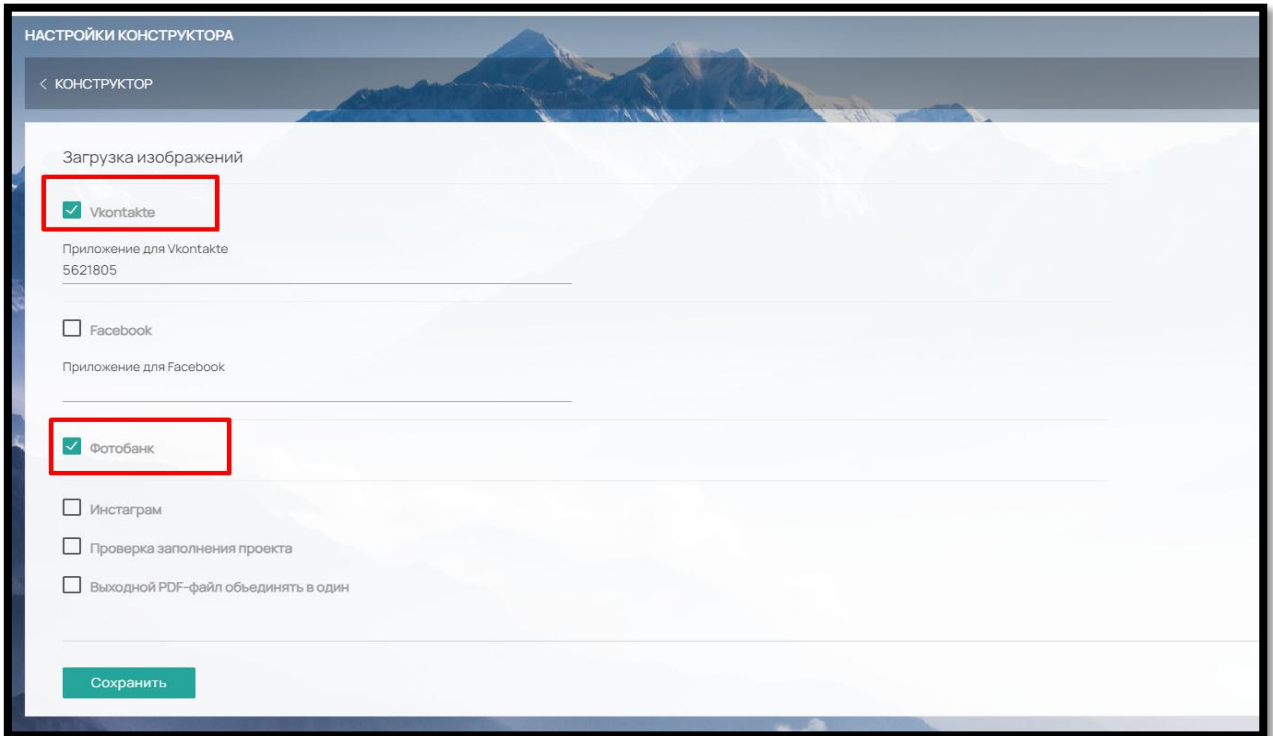 НАСТРОЙКИ КОНСТРУКТОРА
< КОНСТРУКТОР
Загрузка изображений
Vkontakte
Приложение для Vkontakte
5621805
Facebook
Приложение для Facebook
Фотобанк
Инстаграм
Проверка заполнения проекта
Выходной PDF-файл объединять в один
Сохранить